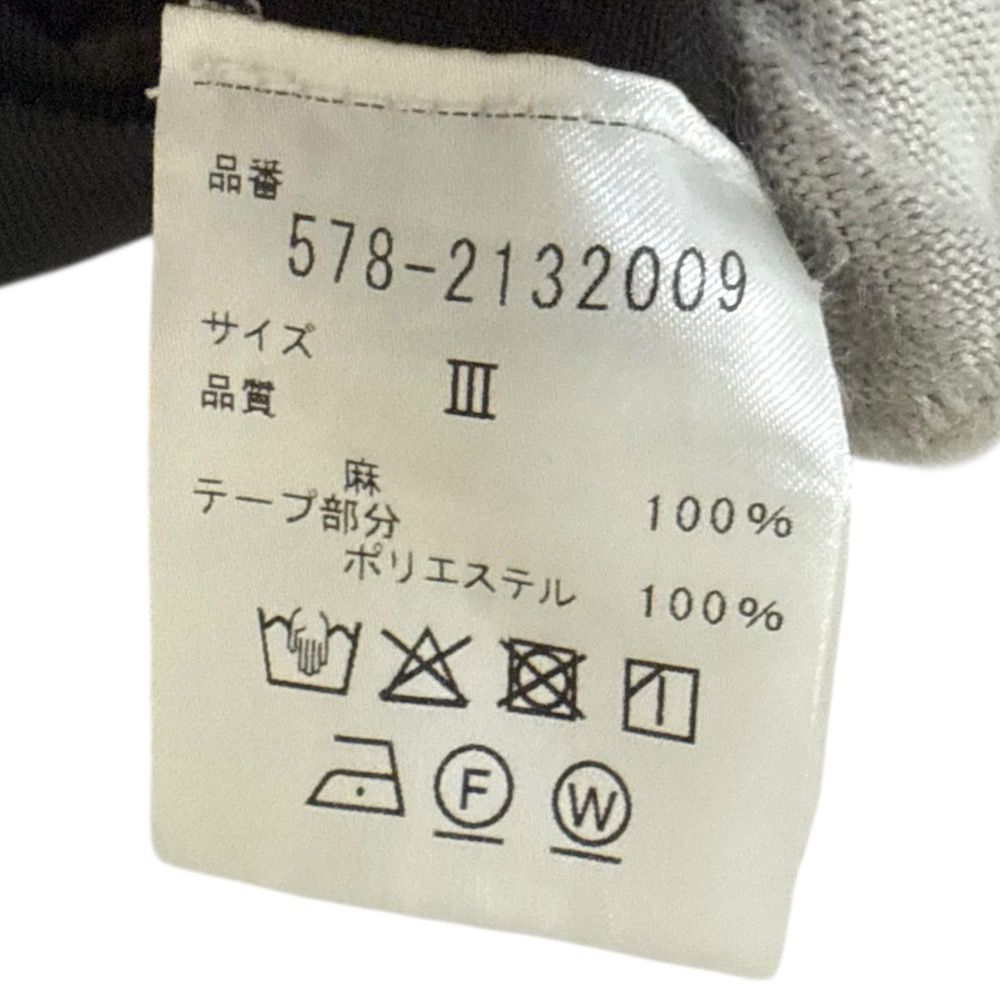 品番
578-2132009
サイズ
Ⅲ
品質
麻 100%
テープ部分
ポリエステル 100%
F W